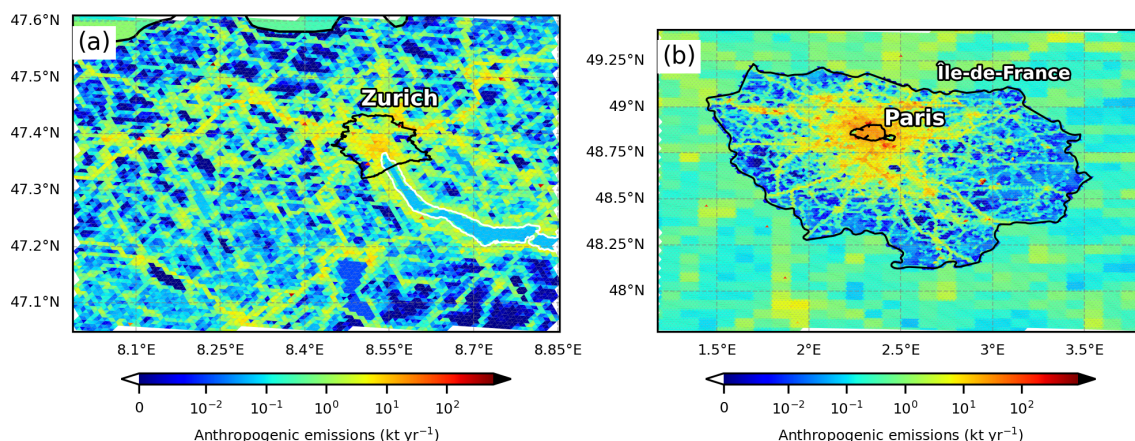 (a)
Zurich
47.6°N
47.5°N
47.4°N
47.3°N
47.2°N
47.1°N
8.1°E 8.25°E 8.4°E 8.55°E 8.7°E 8.85°E
0 10⁻² 10⁻¹ 10⁰ 10¹ 10²
Anthropogenic emissions (kt yr⁻¹)
(b)
Île-de-France
Paris
49.25°N
49°N
48.75°N
48.5°N
48.25°N
48°N
1.5°E 2°E 2.5°E 3°E 3.5°E
0 10⁻² 10⁻¹ 10⁰ 10¹ 10²
Anthropogenic emissions (kt yr⁻¹)